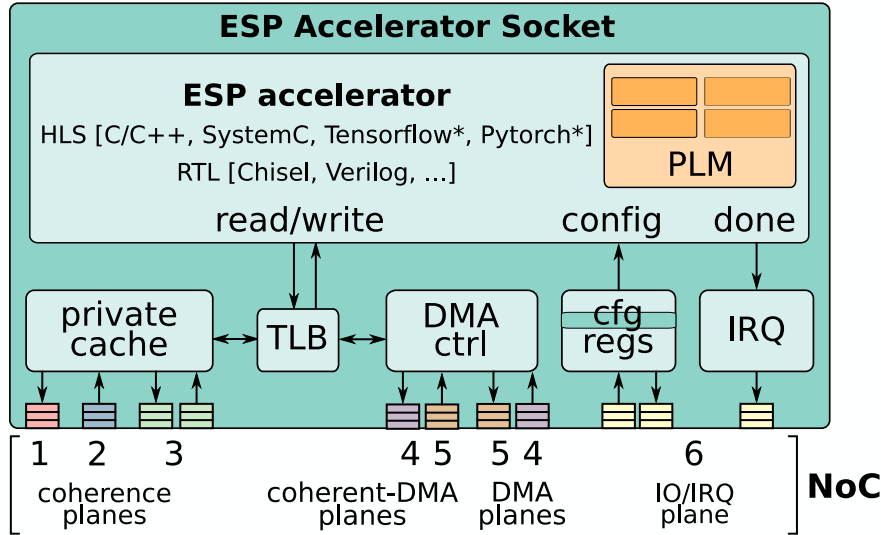 ESP Accelerator Socket
ESP accelerator
HLS [C/C++, SystemC, Tensorflow*, Pytorch*]
RTL [Chisel, Verilog, ...]
PLM
read/write
config
done
private
cache
TLB
DMA
ctrl
cfg
regs
IRQ
1 2 3 4 5 5 4 6
coherence
planes
coherent-DMA
planes
DMA
planes
IO/IRQ
plane
NoC